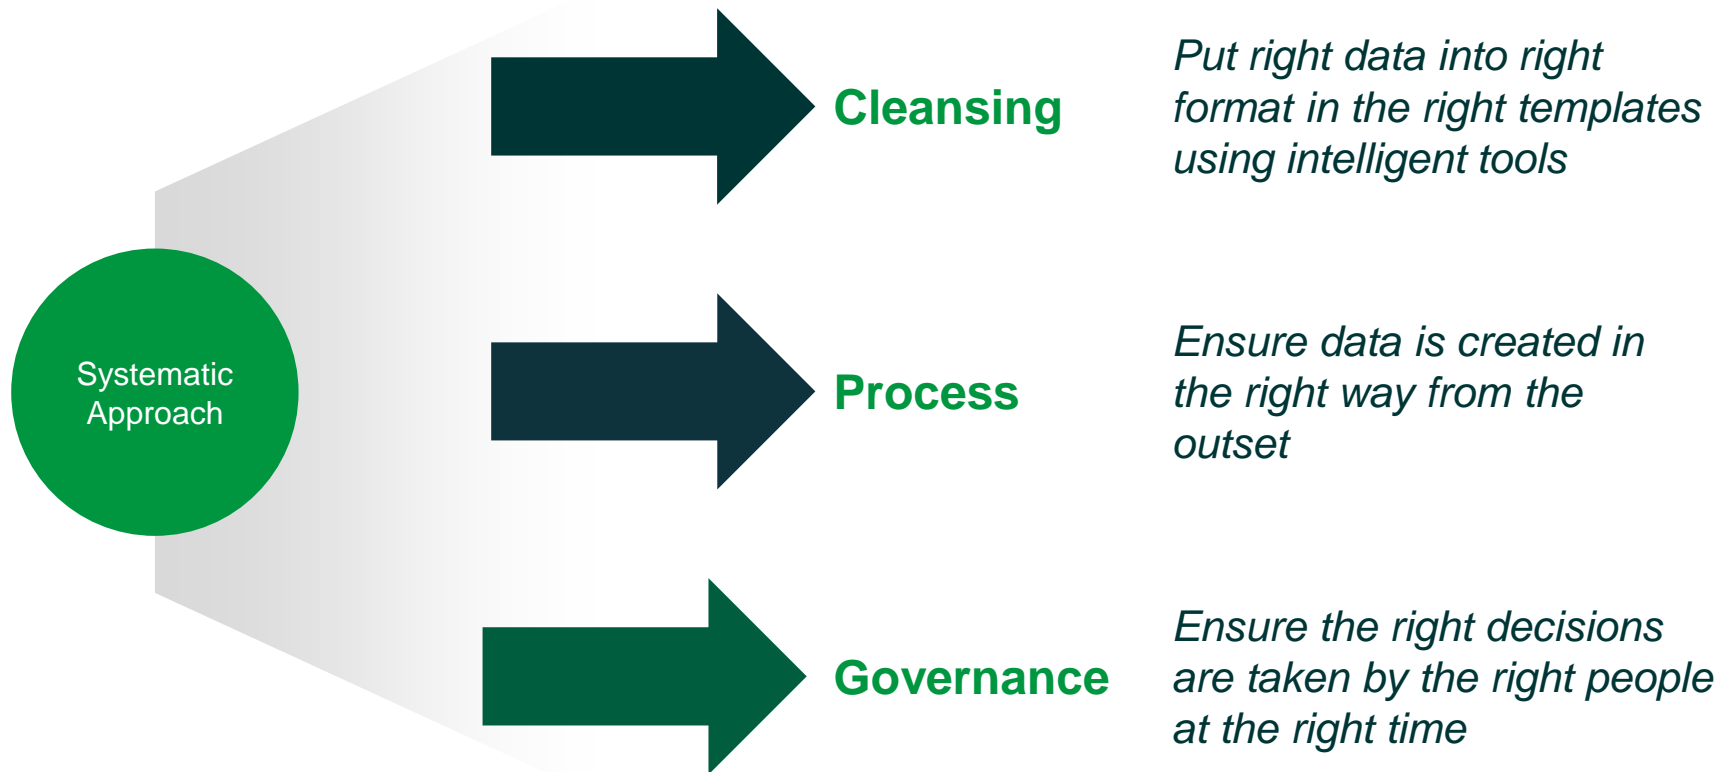 Systematic
Approach
Cleansing
Put right data into right
format in the right templates
using intelligent tools
Process
Ensure data is created in
the right way from the
outset
Governance
Ensure the right decisions
are taken by the right people
at the right time